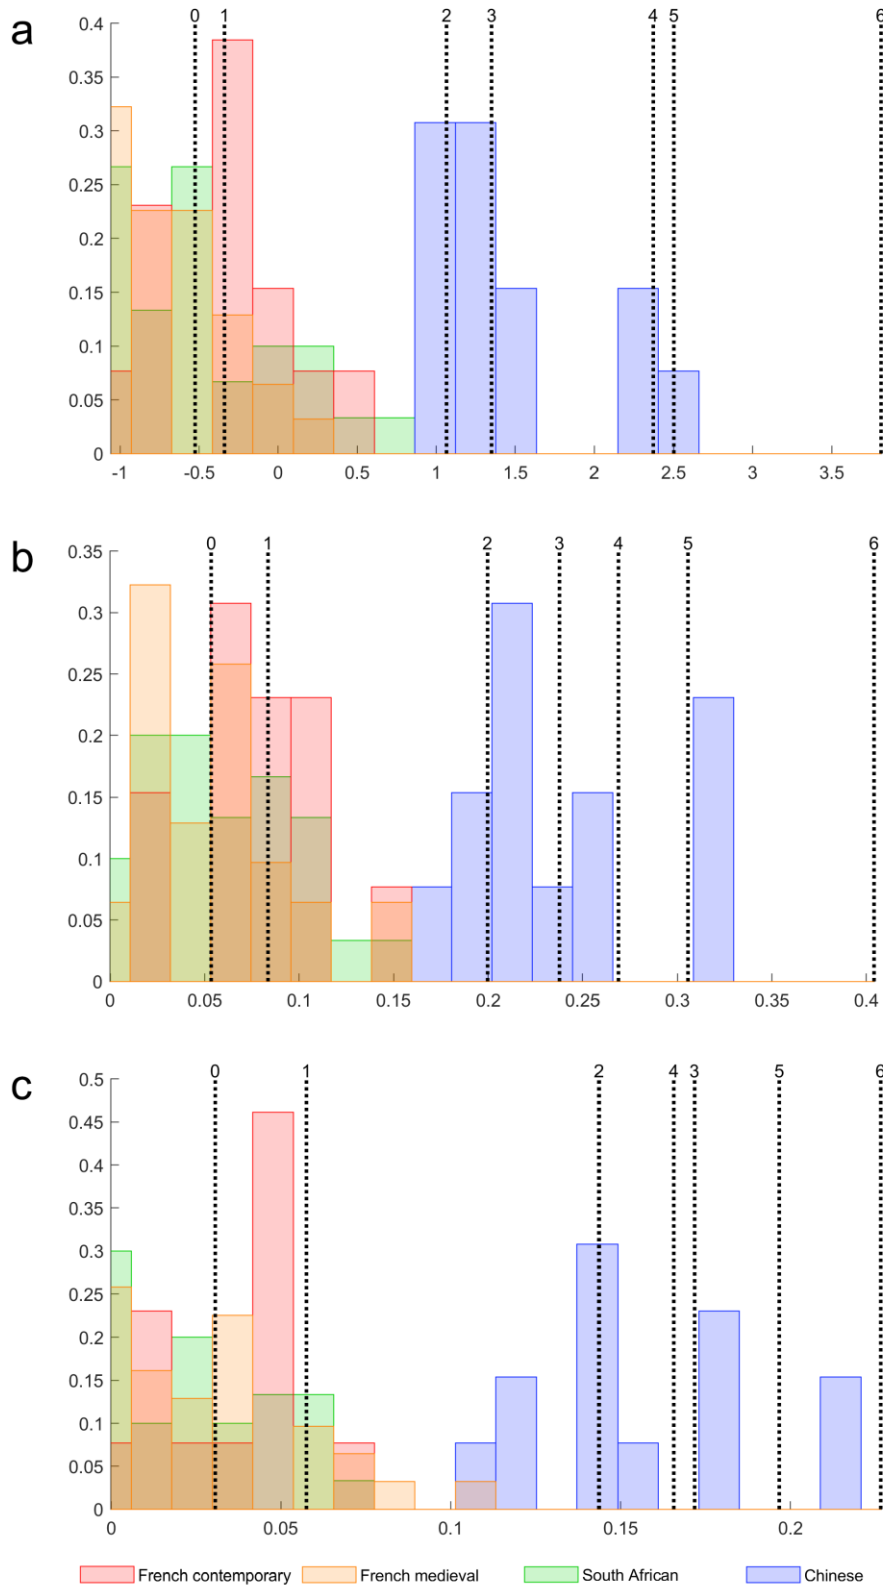 a
0 1 2 3 4 5 6
0.4
0.35
0.3
0.25
0.2
0.15
0.1
0.05
0
-1 -0.5 0 0.5 1 1.5 2 2.5 3 3.5
b
0 1 2 3 4 5 6
0.35
0.3
0.25
0.2
0.15
0.1
0.05
0
0 0.05 0.1 0.15 0.2 0.25 0.3 0.35 0.4
c
0 1 2 4 3 5 6
0.5
0.45
0.4
0.35
0.3
0.25
0.2
0.15
0.1
0.05
0
0 0.05 0.1 0.15 0.2
French contemporary French medieval South African Chinese